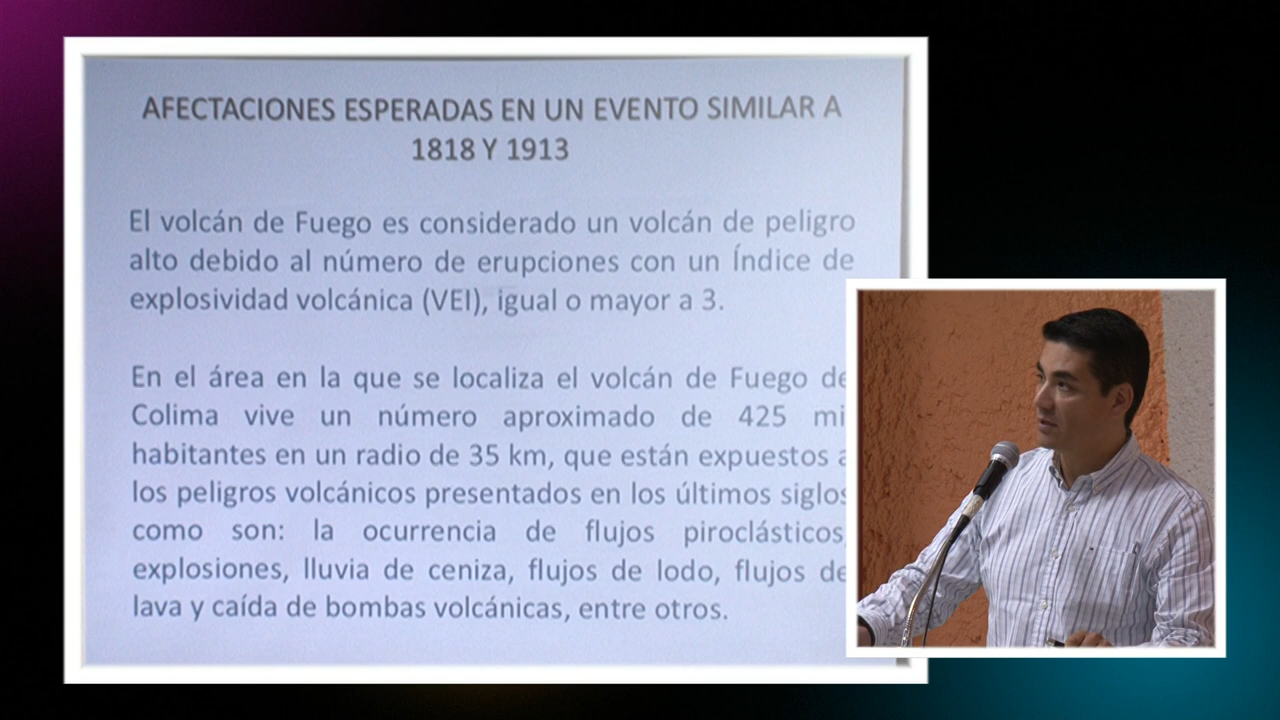 AFECTACIONES ESPERADAS EN UN EVENTO SIMILAR A
1818 Y 1913
El volcán de Fuego es considerado un volcán de peligro
alto debido al número de erupciones con un Índice de
explosividad volcánica (VEI), igual o mayor a 3.
En el área en la que se localiza el volcán de Fuego de
Colima vive un número aproximado de 425 mi
habitantes en un radio de 35 km, que están expuestos a
los peligros volcánicos presentados en los últimos siglos
como son: la ocurrencia de flujos piroclásticos,
explosiones, lluvia de ceniza, flujos de lodo, flujos de
lava y caída de bombas volcánicas, entre otros.